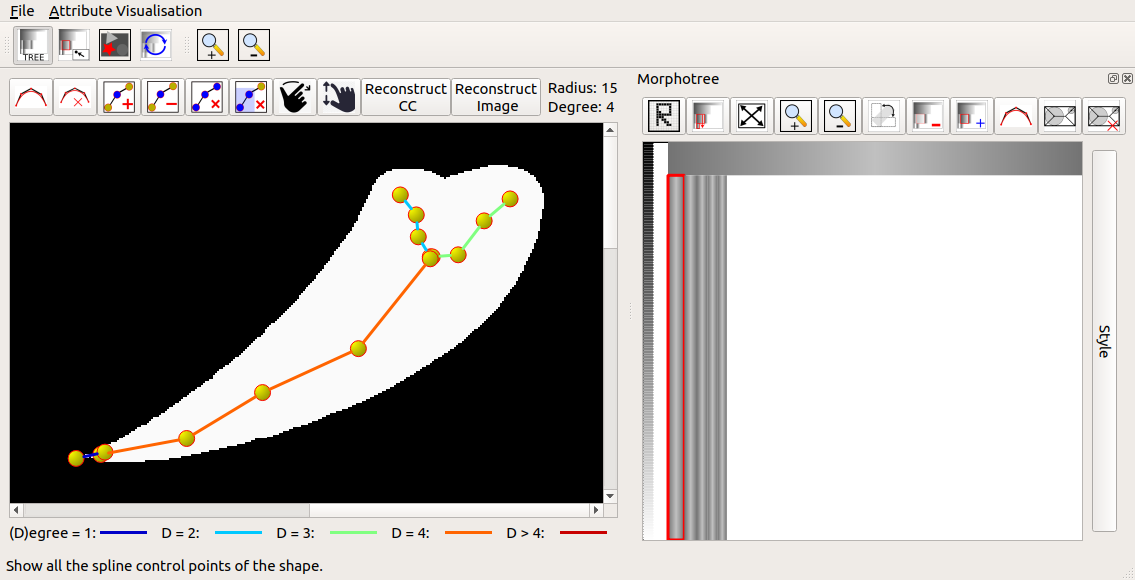 File Attribute Visualisation
TREE
Reconstruct
CC
Reconstruct
Image
Radius: 15
Degree: 4
Morphotree
R
Style
(D)egree = 1: D = 2: D = 3: D = 4: D > 4:
Show all the spline control points of the shape.